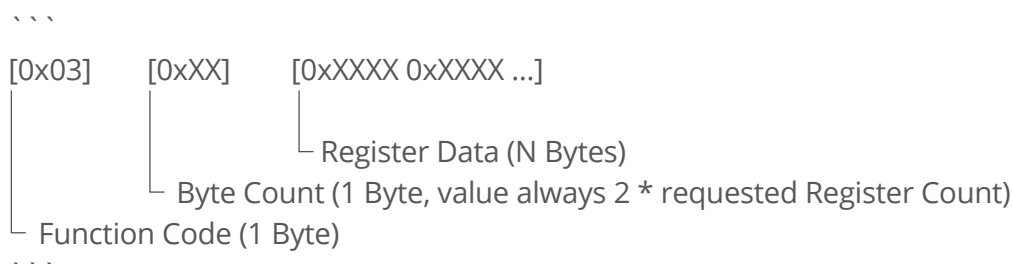 ```
[0x03] [0xXX] [0xXXXX 0xXXXX ...]
Register Data (N Bytes)
Byte Count (1 Byte, value always 2 * requested Register Count)
Function Code (1 Byte)
```